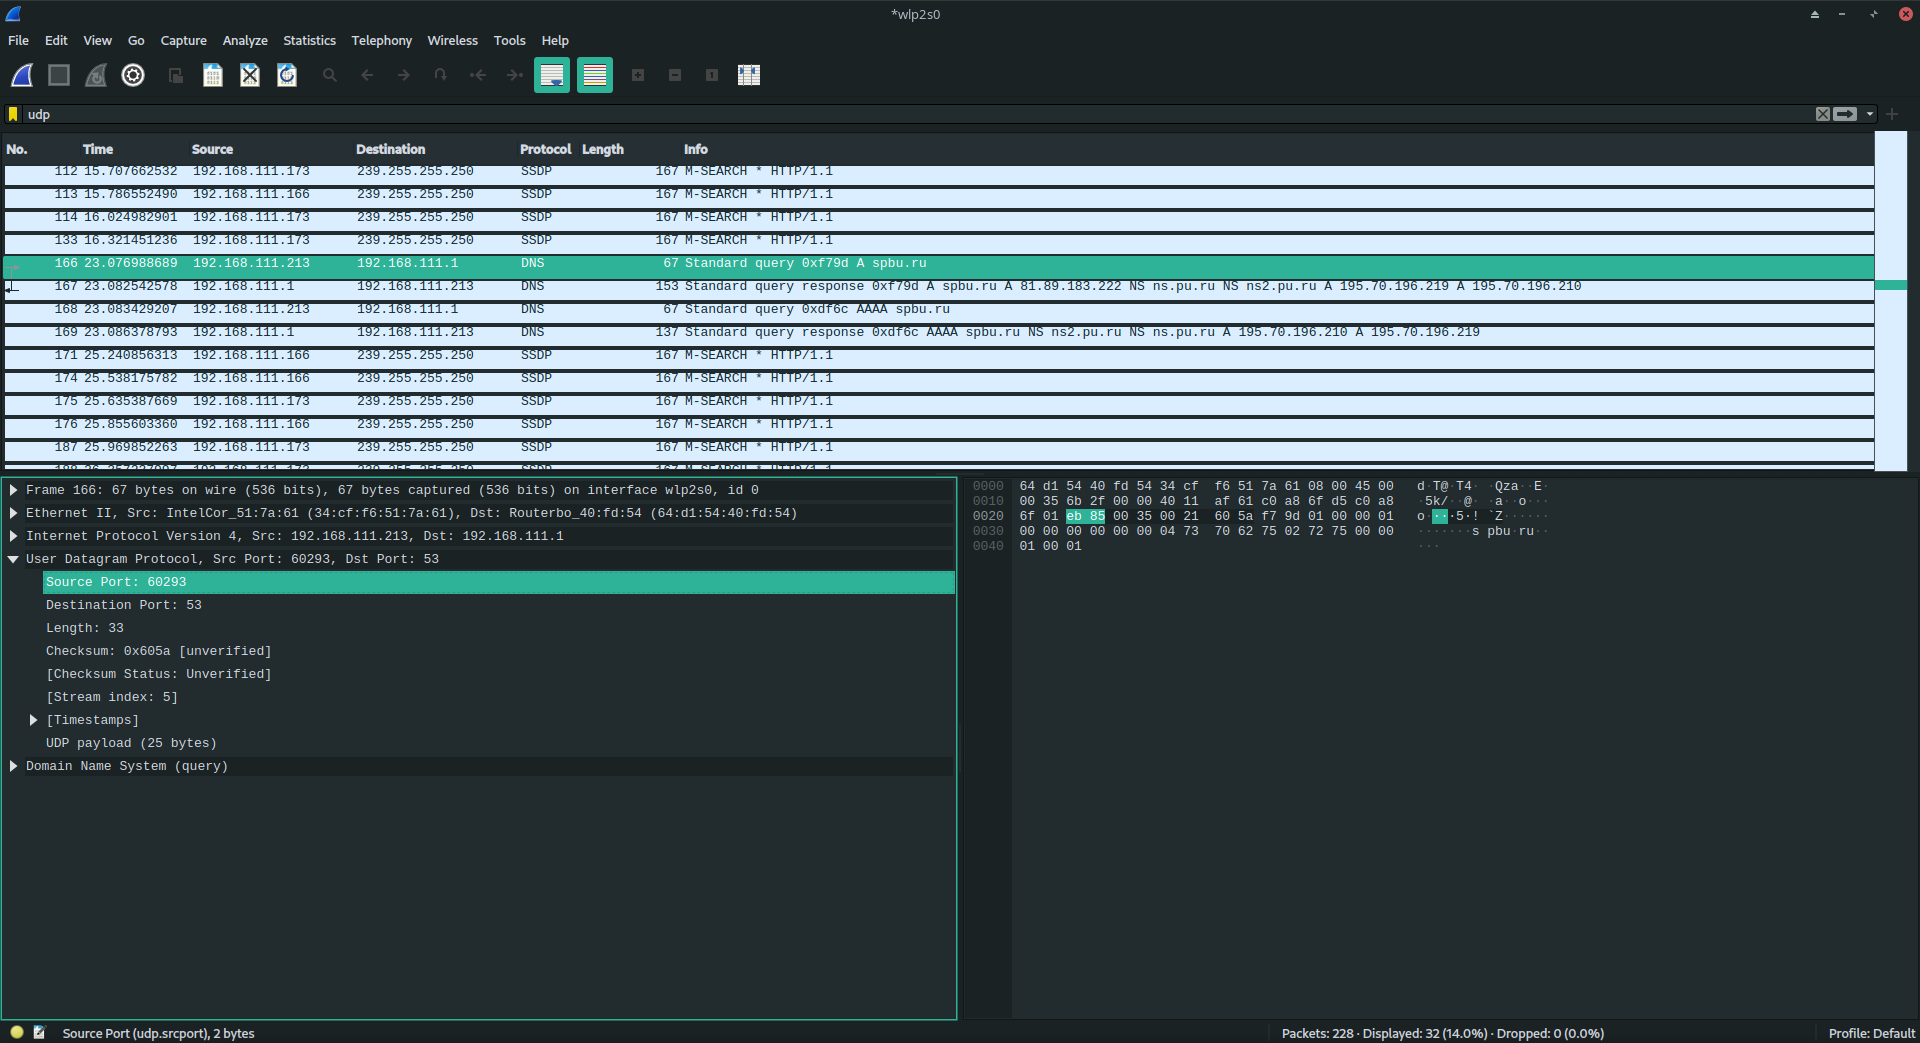 *wlp2s0
File Edit View Go Capture Analyze Statistics Telephony Wireless Tools Help
udp
No. Time Source Destination Protocol Length Info
112 15.707662532 192.168.111.173 239.255.255.250 SSDP 167 M-SEARCH * HTTP/1.1
113 15.786552490 192.168.111.166 239.255.255.250 SSDP 167 M-SEARCH * HTTP/1.1
114 16.024982901 192.168.111.173 239.255.255.250 SSDP 167 M-SEARCH * HTTP/1.1
133 16.321451236 192.168.111.173 239.255.255.250 SSDP 167 M-SEARCH * HTTP/1.1
166 23.076988689 192.168.111.213 192.168.111.1 DNS 67 Standard query 0xf79d A spbu.ru
167 23.082542578 192.168.111.1 192.168.111.213 DNS 153 Standard query response 0xf79d A spbu.ru A 81.89.183.222 NS ns.pu.ru NS ns2.pu.ru A 195.70.196.219 A 195.70.196.210
168 23.083429207 192.168.111.213 192.168.111.1 DNS 67 Standard query 0xdf6c AAAA spbu.ru
169 23.086378793 192.168.111.1 192.168.111.213 DNS 137 Standard query response 0xdf6c AAAA spbu.ru NS ns2.pu.ru NS ns.pu.ru A 195.70.196.210 A 195.70.196.219
171 25.240856313 192.168.111.166 239.255.255.250 SSDP 167 M-SEARCH * HTTP/1.1
174 25.538175782 192.168.111.166 239.255.255.250 SSDP 167 M-SEARCH * HTTP/1.1
175 25.635387669 192.168.111.173 239.255.255.250 SSDP 167 M-SEARCH * HTTP/1.1
176 25.855603360 192.168.111.166 239.255.255.250 SSDP 167 M-SEARCH * HTTP/1.1
187 25.969852263 192.168.111.173 239.255.255.250 SSDP 167 M-SEARCH * HTTP/1.1
Frame 166: 67 bytes on wire (536 bits), 67 bytes captured (536 bits) on interface wlp2s0, id 0
Ethernet II, Src: IntelCor_51:7a:61 (34:cf:f6:51:7a:61), Dst: Routerbo_40:fd:54 (64:d1:54:40:fd:54)
Internet Protocol Version 4, Src: 192.168.111.213, Dst: 192.168.111.1
User Datagram Protocol, Src Port: 60293, Dst Port: 53
Source Port: 60293
Destination Port: 53
Length: 33
Checksum: 0x605a [unverified]
[Checksum Status: Unverified]
[Stream index: 5]
[Timestamps]
UDP payload (25 bytes)
Domain Name System (query)
0000 64 d1 54 40 fd 54 34 cf f6 51 7a 61 08 00 45 00 d·T@·T4· ·Qza··E·
0010 00 35 6b 2f 00 00 40 11 af 61 c0 a8 6f d5 c0 a8 ·5k/··@· ·a··o···
0020 6f 01 eb 85 00 35 00 21 60 5a f7 9d 01 00 00 01 o····5·! `Z······
0030 00 00 00 00 00 00 04 73 70 62 75 02 72 75 00 00 ·······s pbu·ru··
0040 01 00 01 ···
Source Port (udp.srcport), 2 bytes
Packets: 228 · Displayed: 32 (14.0%) · Dropped: 0 (0.0%)
Profile: Default